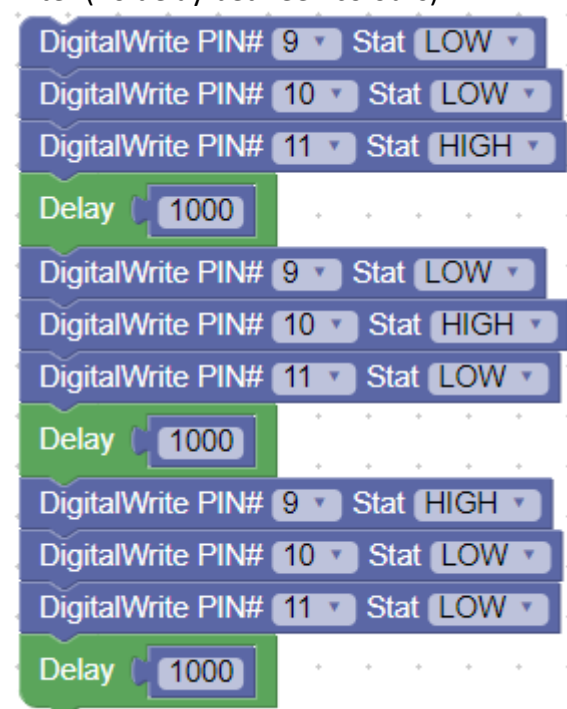 DigitalWrite PIN# 9 Stat LOW
DigitalWrite PIN# 10 Stat LOW
DigitalWrite PIN# 11 Stat HIGH
Delay 1000
DigitalWrite PIN# 9 Stat LOW
DigitalWrite PIN# 10 Stat HIGH
DigitalWrite PIN# 11 Stat LOW
Delay 1000
DigitalWrite PIN# 9 Stat HIGH
DigitalWrite PIN# 10 Stat LOW
DigitalWrite PIN# 11 Stat LOW
Delay 1000